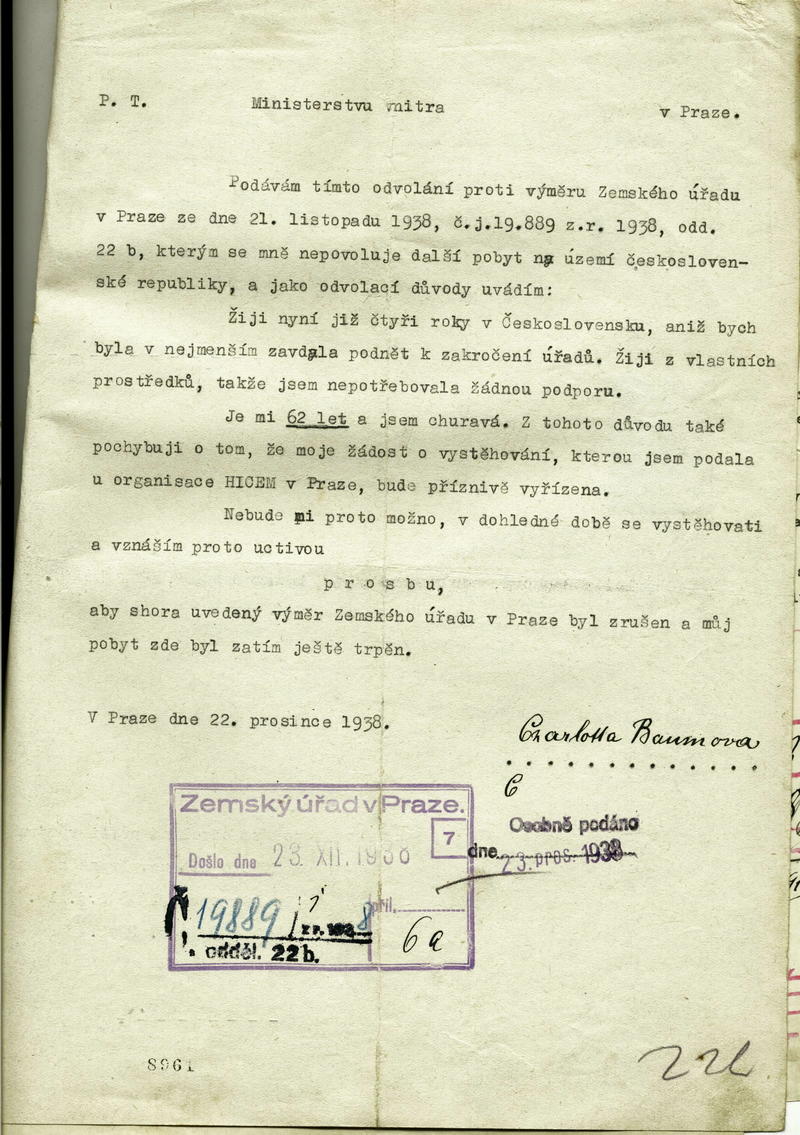 P. T. Ministerstvu vnitra v Praze.
Podávám tímto odvolání proti výměru Zemského úřadu
v Praze ze dne 21. listopadu 1938, č.j.19.889 z.r. 1938, odd.
22 b, kterým se mně nepovoluje další pobyt na území českosloven-
ské republiky, a jako odvolací důvody uvádím:
Žiji nyní již čtyři roky v Československu, aniž bych
byla v nejmenším zavdala podnět k zakročení úřadů. Žiji z vlastních
prostředků, takže jsem nepotřebovala žádnou podporu.
Je mi 62 let a jsem churavá. Z tohoto důvodu také
pochybuji o tom, že moje žádost o vystěhování, kterou jsem podala
u organisace HICEM v Praze, bude příznivě vyřízena.
Nebude mi proto možno, v dohledné době se vystěhovati
a vznáším proto uctivou
p r o s b u,
aby shora uvedený výměr Zemského úřadu v Praze byl zrušen a můj
pobyt zde byl zatím ještě trpěn.
V Praze dne 22. prosince 1938.
Charlotta Baumova
Zemský úřad v Praze.
7
Došlo dne 23. XII. 1938
příl.
Č. 19889 z r. 1938
odděl. 22b.
6a
Osobně podáno
dne 23. pros. 1938
8961
22b